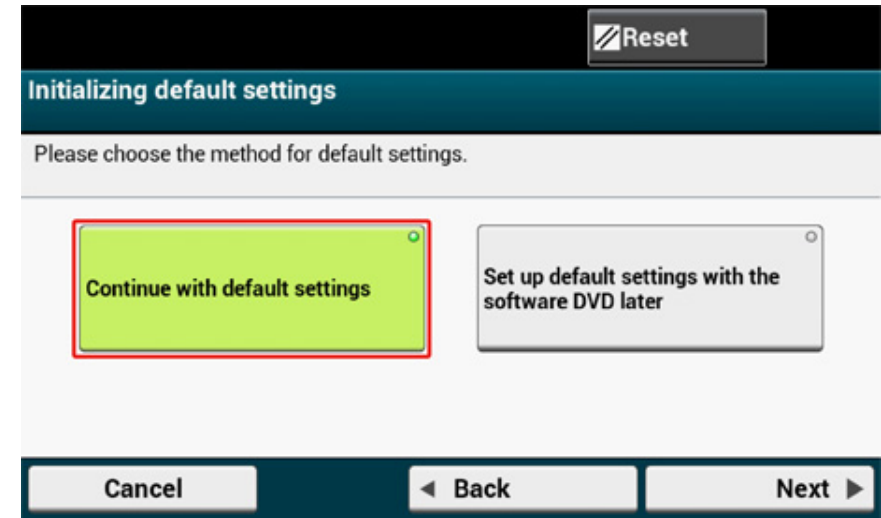 Reset
Initializing default settings
Please choose the method for default settings.
Continue with default settings
Set up default settings with the
software DVD later
Cancel
Back
Next